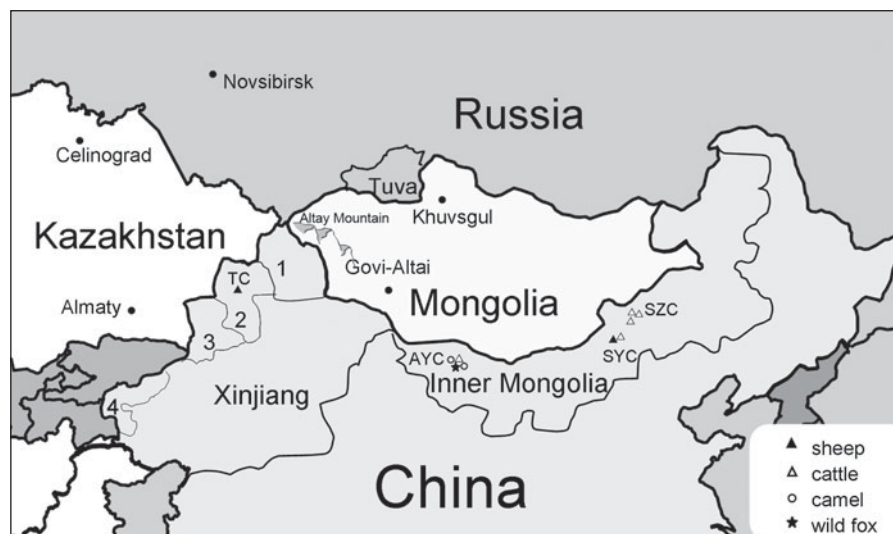 Novsibirsk
Russia
Celinograd
Tuva
Khuvsgul
Altay Mountain
Kazakhstan
1
Govi-Altai
TC
Mongolia
Almaty
2
SZC
3
SYC
AYC
Inner Mongolia
Xinjiang
4
China
sheep
cattle
camel
wild fox